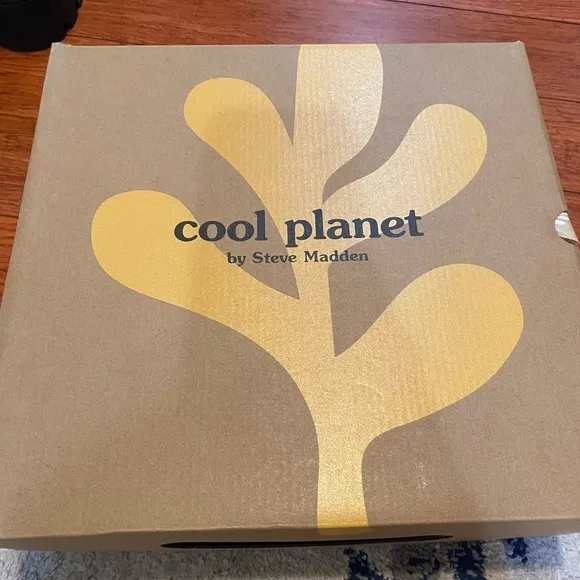 cool planet
by Steve Madden